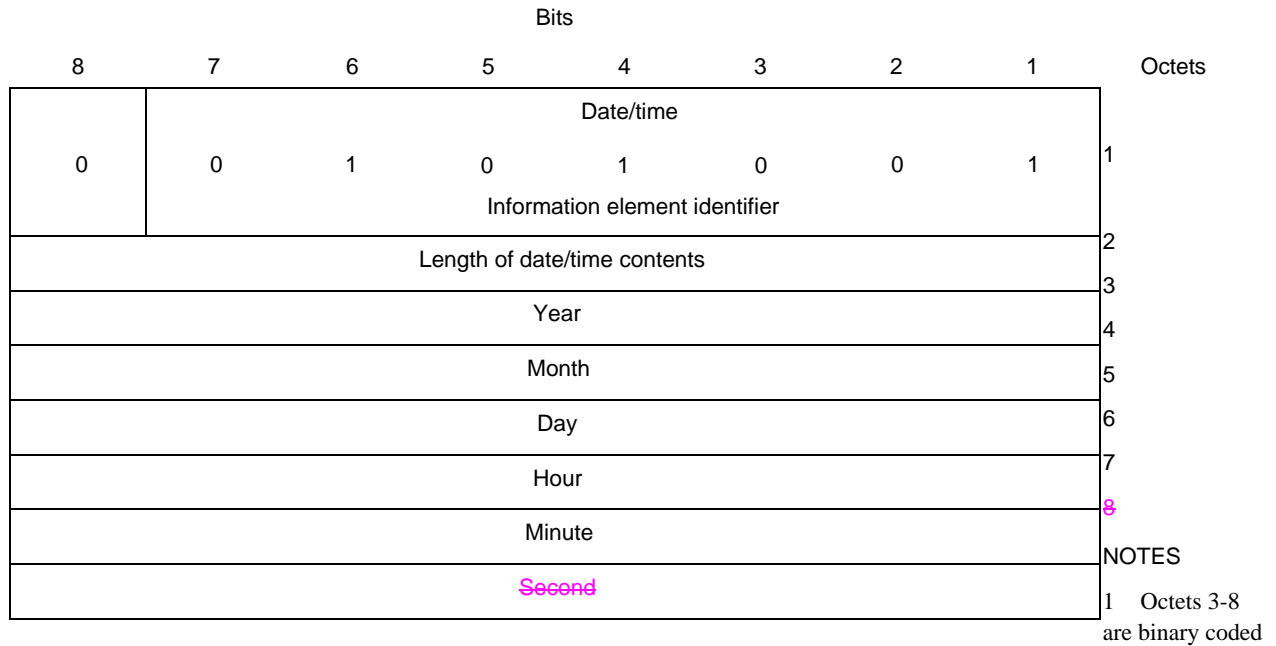 Bits
8 7 6 5 4 3 2 1 Octets
Date/time
0 0 1 0 1 0 0 1 1
Information element identifier
2
Length of date/time contents
3
Year
4
Month
5
Day
6
7
Hour
8
Minute
NOTES
Second
1 Octets 3-8
are binary coded